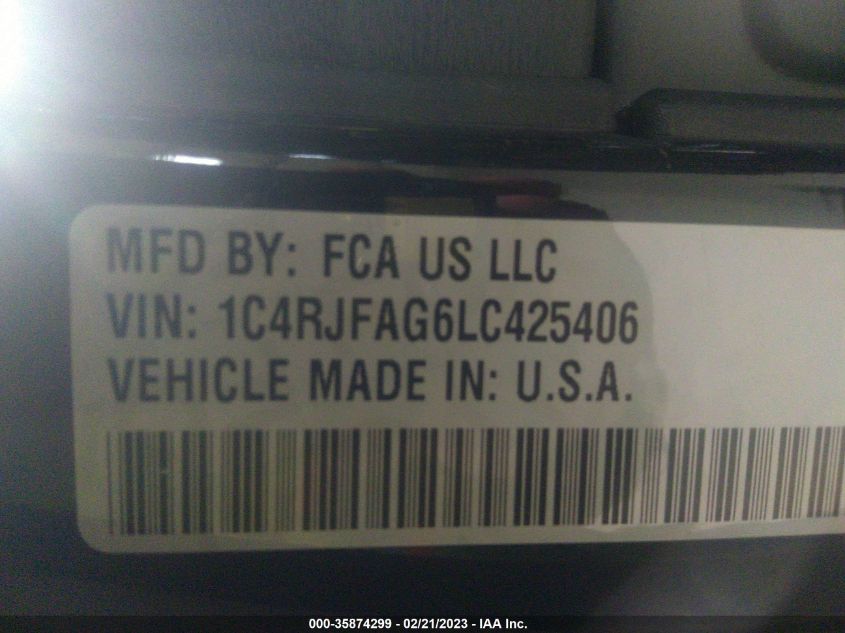 MFD BY: FCA US LLC
VIN: 1C4RJFAG6LC425406
VEHICLE MADE IN: U.S.A.
000-35874299 - 02/21/2023 - IAA Inc.